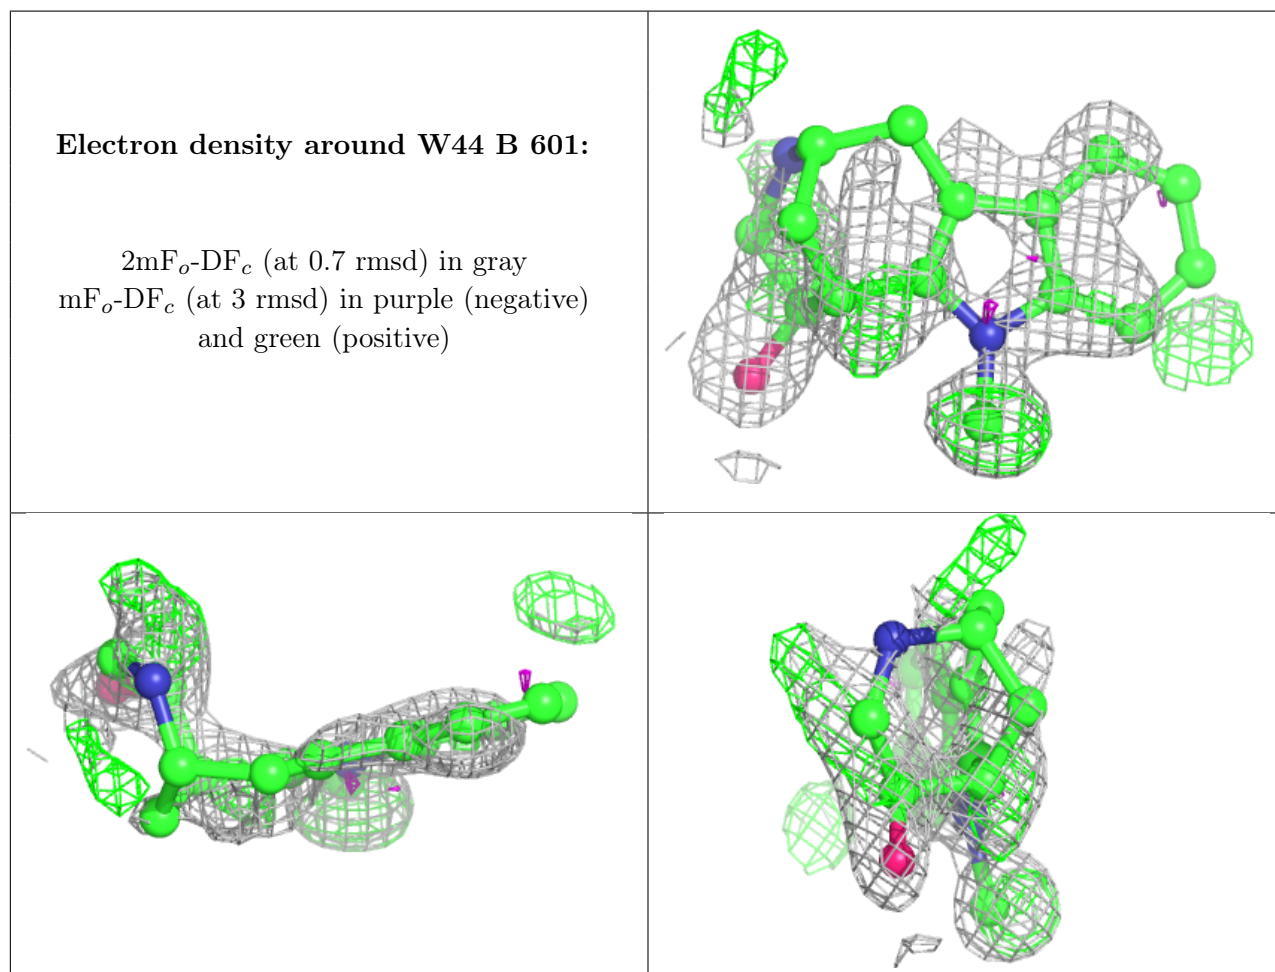 Electron density around W44 B 601:
2mFo-DFc (at 0.7 rmsd) in gray
mFo-DFc (at 3 rmsd) in purple (negative)
and green (positive)